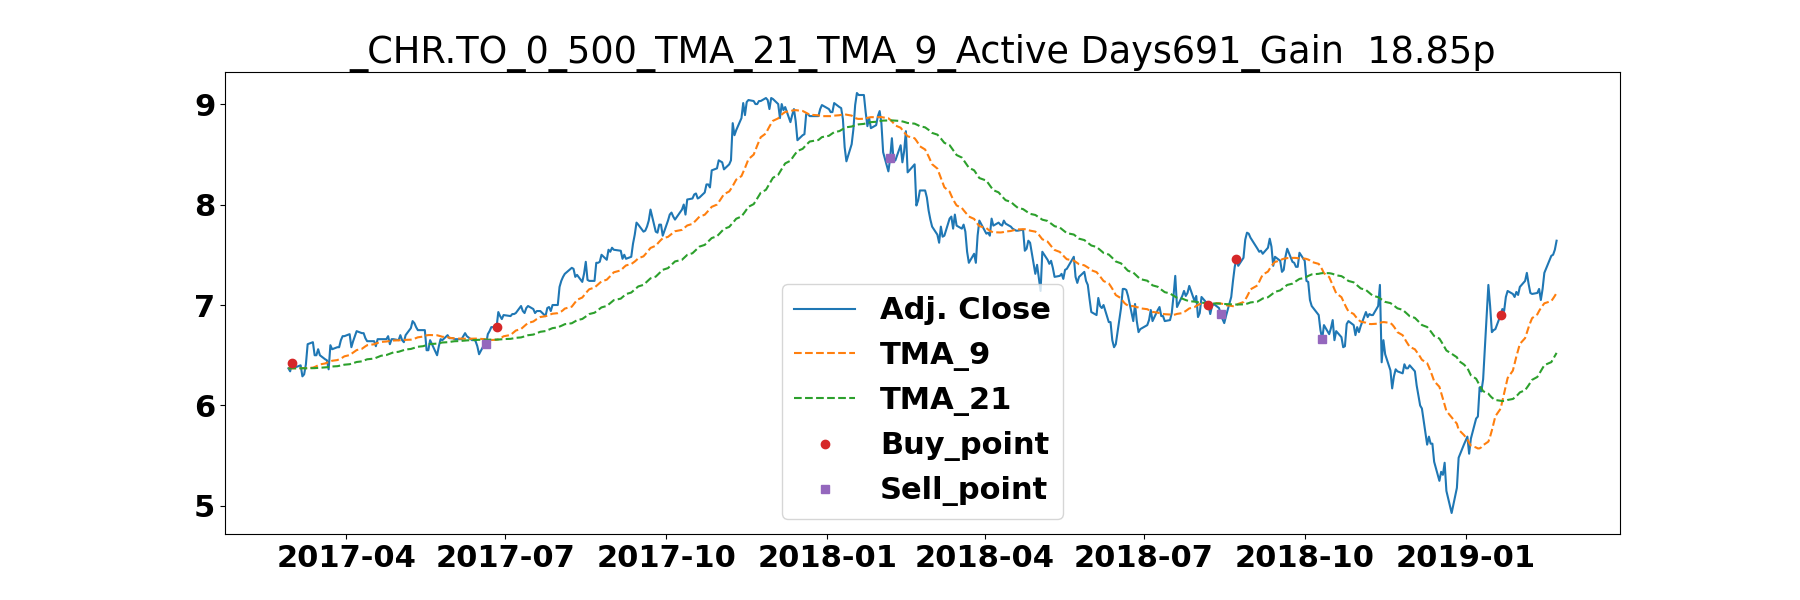 _CHR.TO_0_500_TMA_21_TMA_9_Active Days691_Gain  18.85p
9
8
7
6
5
Adj. Close
TMA_9
TMA_21
Buy_point
Sell_point
2017-04 2017-07 2017-10 2018-01 2018-04 2018-07 2018-10 2019-01